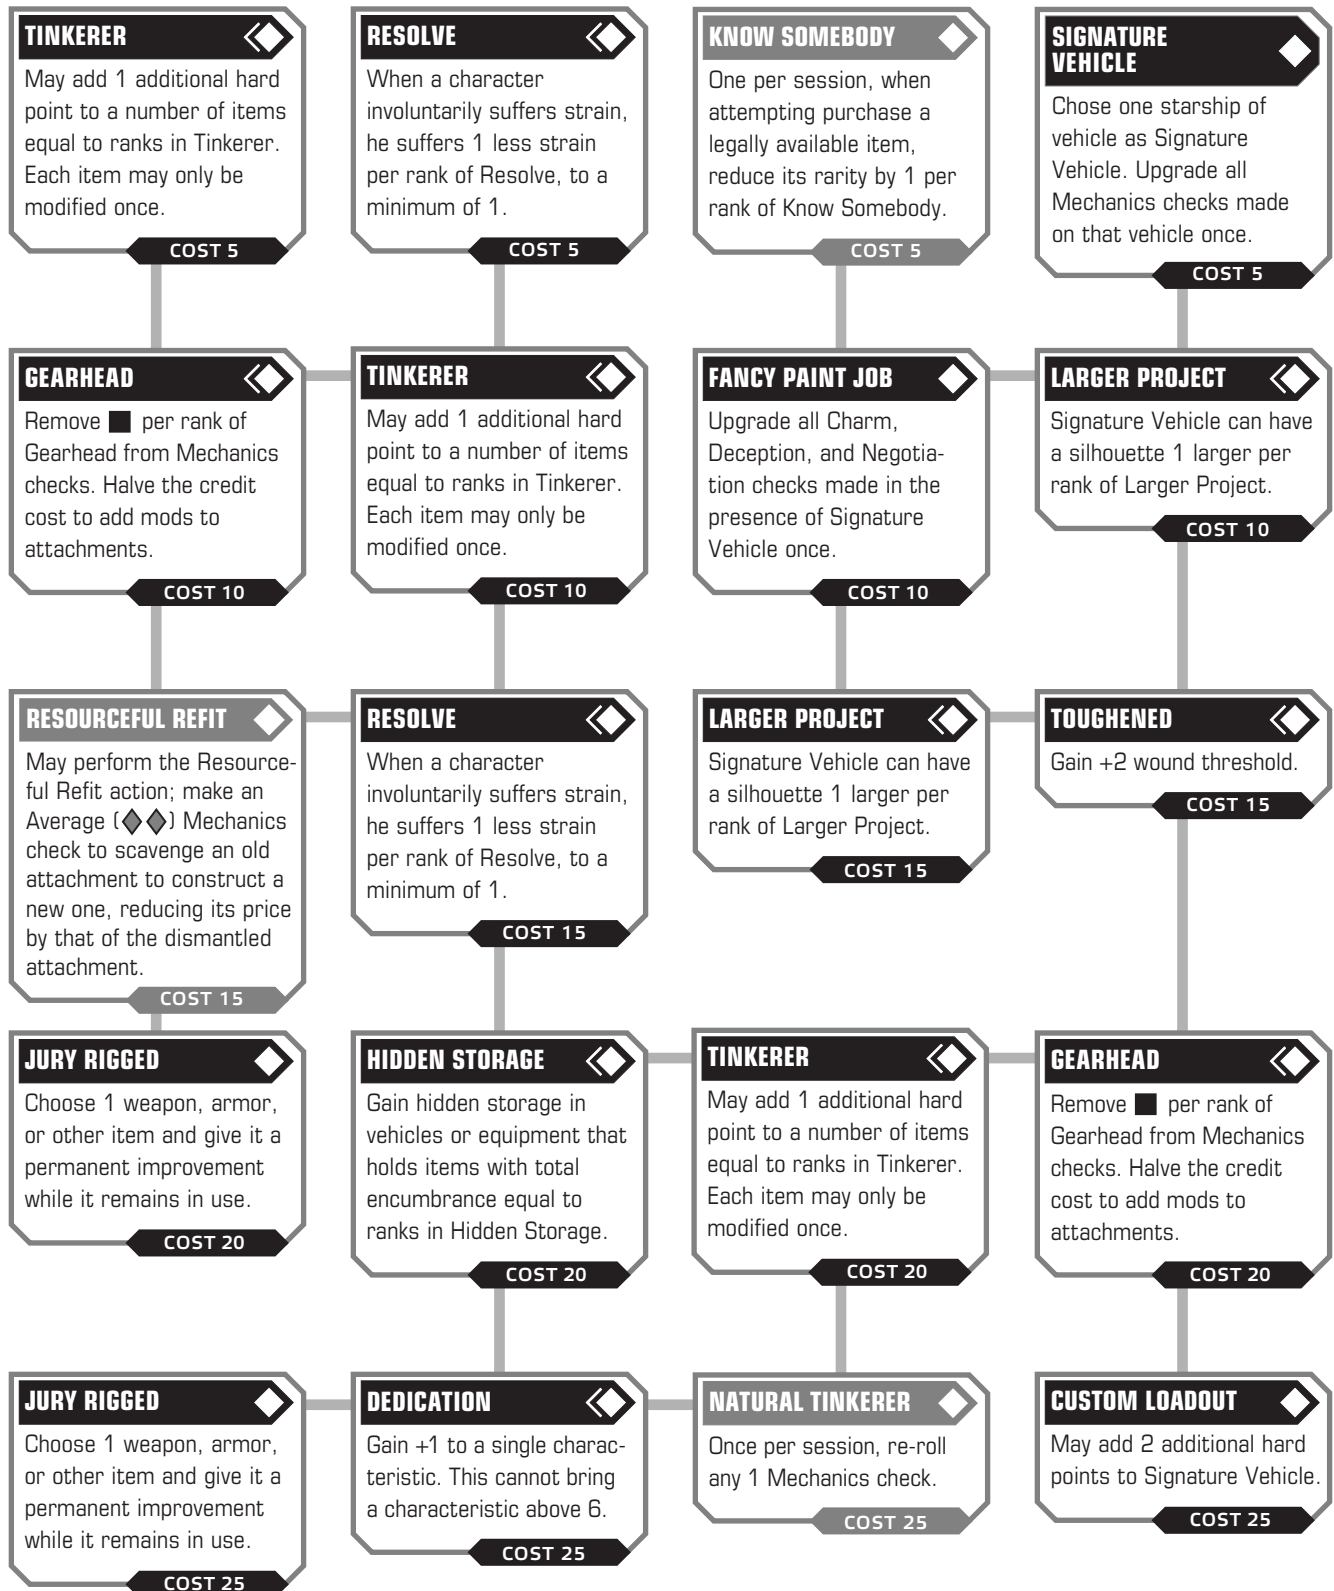 TINKERER
May add 1 additional hard
point to a number of items
equal to ranks in Tinkerer.
Each item may only be
modified once.
COST 5
RESOLVE
When a character
involuntarily suffers strain,
he suffers 1 less strain
per rank of Resolve, to a
minimum of 1.
COST 5
KNOW SOMEBODY
One per session, when
attempting purchase a
legally available item,
reduce its rarity by 1 per
rank of Know Somebody.
COST 5
SIGNATURE
VEHICLE
Chose one starship of
vehicle as Signature
Vehicle. Upgrade all
Mechanics checks made
on that vehicle once.
COST 5
GEARHEAD
Remove ■ per rank of
Gearhead from Mechanics
checks. Halve the credit
cost to add mods to
attachments.
COST 10
TINKERER
May add 1 additional hard
point to a number of items
equal to ranks in Tinkerer.
Each item may only be
modified once.
COST 10
FANCY PAINT JOB
Upgrade all Charm,
Deception, and Negotia-
tion checks made in the
presence of Signature
Vehicle once.
COST 10
LARGER PROJECT
Signature Vehicle can have
a silhouette 1 larger per
rank of Larger Project.
COST 10
RESOURCEFUL REFIT
May perform the Resource-
ful Refit action; make an
Average (◆◆) Mechanics
check to scavenge an old
attachment to construct a
new one, reducing its price
by that of the dismantled
attachment.
COST 15
RESOLVE
When a character
involuntarily suffers strain,
he suffers 1 less strain
per rank of Resolve, to a
minimum of 1.
COST 15
LARGER PROJECT
Signature Vehicle can have
a silhouette 1 larger per
rank of Larger Project.
COST 15
TOUGHENED
Gain +2 wound threshold.
COST 15
JURY RIGGED
Choose 1 weapon, armor,
or other item and give it a
permanent improvement
while it remains in use.
COST 20
HIDDEN STORAGE
Gain hidden storage in
vehicles or equipment that
holds items with total
encumbrance equal to
ranks in Hidden Storage.
COST 20
TINKERER
May add 1 additional hard
point to a number of items
equal to ranks in Tinkerer.
Each item may only be
modified once.
COST 20
GEARHEAD
Remove ■ per rank of
Gearhead from Mechanics
checks. Halve the credit
cost to add mods to
attachments.
COST 20
JURY RIGGED
Choose 1 weapon, armor,
or other item and give it a
permanent improvement
while it remains in use.
COST 25
DEDICATION
Gain +1 to a single charac-
teristic. This cannot bring
a characteristic above 6.
COST 25
NATURAL TINKERER
Once per session, re-roll
any 1 Mechanics check.
COST 25
CUSTOM LOADOUT
May add 2 additional hard
points to Signature Vehicle.
COST 25